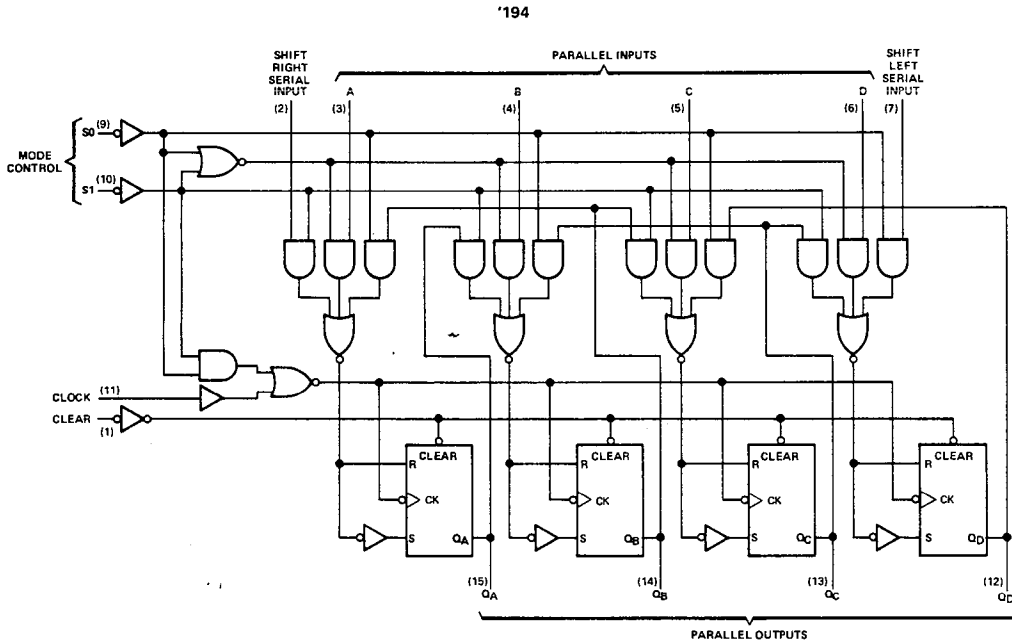 '194
SHIFT RIGHT SERIAL INPUT
PARALLEL INPUTS
SHIFT LEFT SERIAL INPUT
A B C D
(2) (3) (4) (5) (6) (7)
MODE CONTROL
S0 (9)
S1 (10)
CLOCK (11)
CLEAR (1)
CLEAR CLEAR CLEAR CLEAR
R R R R
CK CK CK CK
S QA S QB S QC S QD
(15) (14) (13) (12)
QA QB QC QD
PARALLEL OUTPUTS